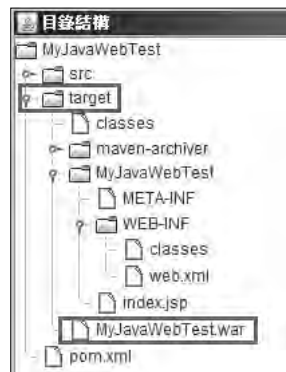 目錄結構
MyJavaWebTest
src
target
classes
maven-archiver
MyJavaWebTest
META-INF
WEB-INF
classes
web.xml
index.jsp
MyJavaWebTest.war
pom.xml